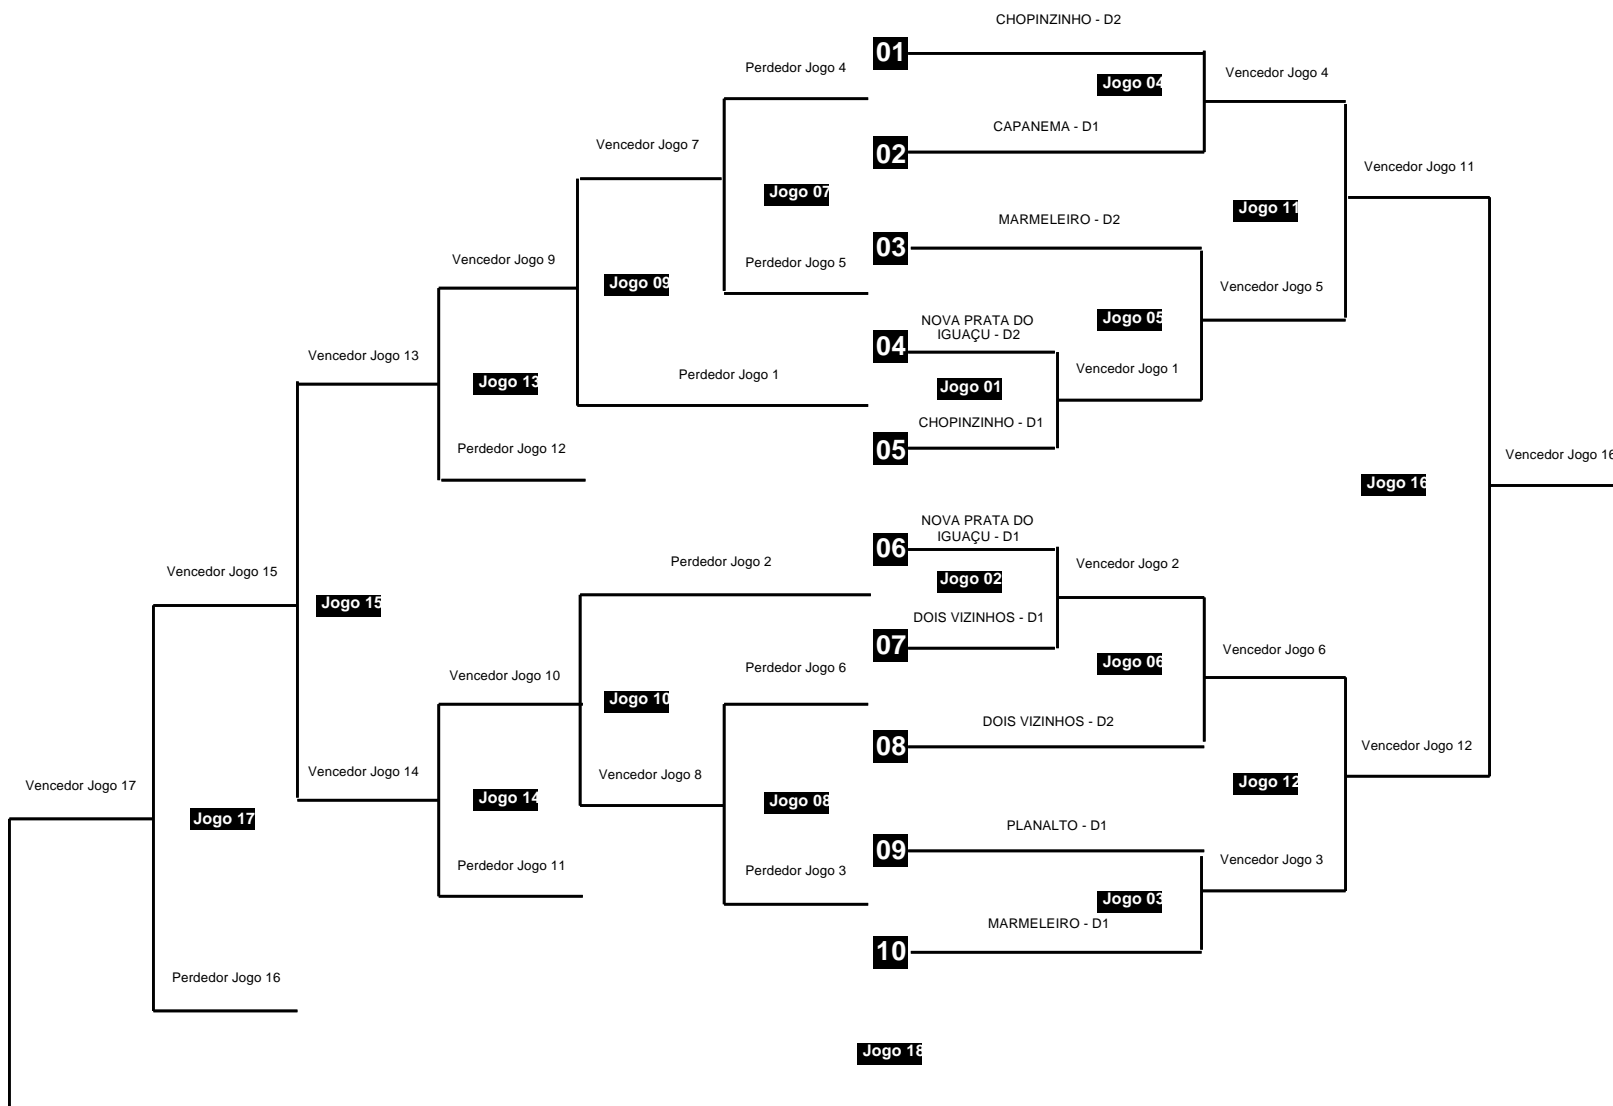 CHOPINZINHO - D2
01
Perdedor Jogo 4
Vencedor Jogo 4
Jogo 04
CAPANEMA - D1
Vencedor Jogo 7
02
Vencedor Jogo 11
Jogo 07
Jogo 11
MARMELEIRO - D2
03
Vencedor Jogo 9
Perdedor Jogo 5
Jogo 09
Vencedor Jogo 5
NOVA PRATA DO
IGUAÇU - D2
Jogo 05
04
Vencedor Jogo 13
Perdedor Jogo 1
Vencedor Jogo 1
Jogo 13
Jogo 01
CHOPINZINHO - D1
05
Perdedor Jogo 12
Vencedor Jogo 16
Jogo 16
NOVA PRATA DO
IGUAÇU - D1
06
Perdedor Jogo 2
Vencedor Jogo 2
Vencedor Jogo 15
Jogo 02
Jogo 15
DOIS VIZINHOS - D1
07
Vencedor Jogo 6
Jogo 06
Perdedor Jogo 6
Vencedor Jogo 10
Jogo 10
DOIS VIZINHOS - D2
08
Vencedor Jogo 12
Vencedor Jogo 14
Vencedor Jogo 8
Jogo 12
Vencedor Jogo 17
Jogo 14
Jogo 08
Jogo 17
PLANALTO - D1
09
Vencedor Jogo 3
Perdedor Jogo 11
Perdedor Jogo 3
Jogo 03
MARMELEIRO - D1
10
Perdedor Jogo 16
Jogo 18